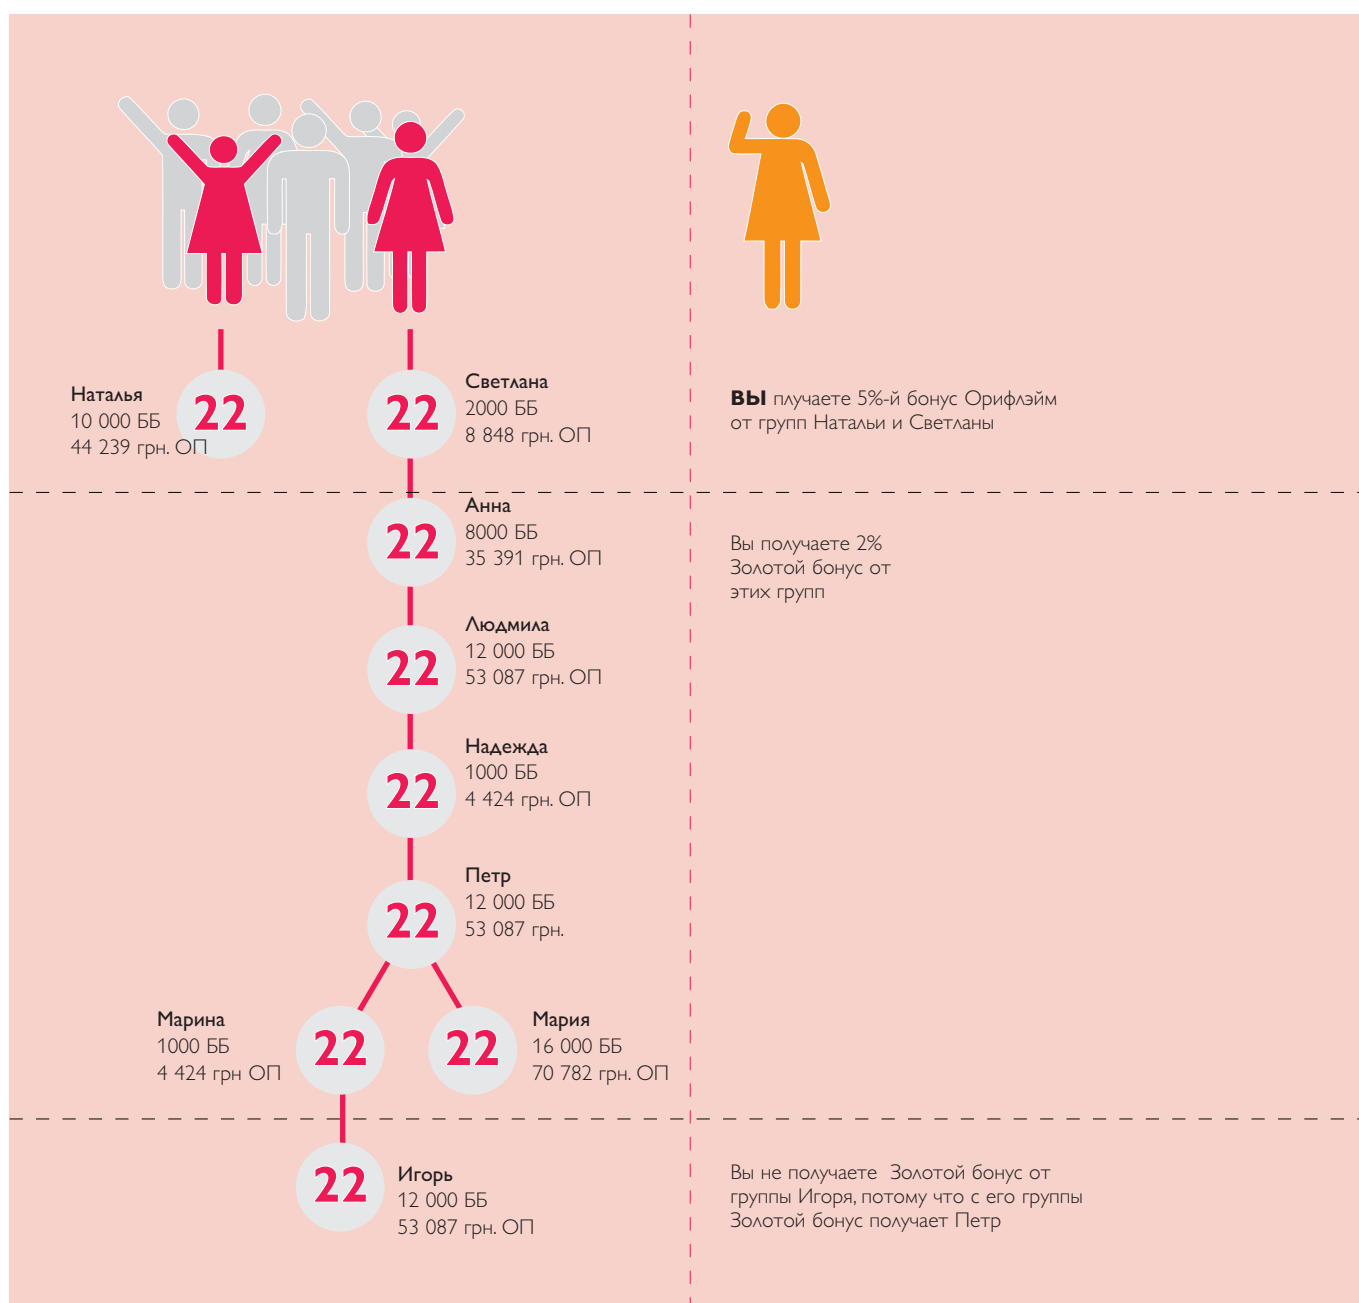 Наталья
10 000 ББ
44 239 грн. ОП
22
22
Светлана
2000 ББ
8 848 грн. ОП
ВЫ плучаете 5%-й бонус Орифлэйм
от групп Натальи и Светланы
22
Анна
8000 ББ
35 391 грн. ОП
Вы получаете 2%
Золотой бонус от
этих групп
22
Людмила
12 000 ББ
53 087 грн. ОП
22
Надежда
1000 ББ
4 424 грн. ОП
22
Петр
12 000 ББ
53 087 грн.
Марина
1000 ББ
4 424 грн ОП
22
22
Мария
16 000 ББ
70 782 грн. ОП
22
Игорь
12 000 ББ
53 087 грн. ОП
Вы не получаете Золотой бонус от
группы Игоря, потому что с его группы
Золотой бонус получает Петр